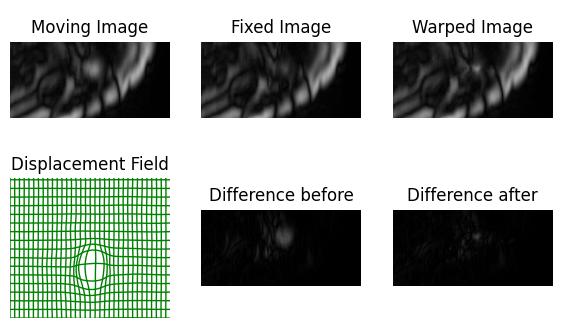 Moving Image
Fixed Image
Warped Image
Displacement Field
Difference before
Difference after